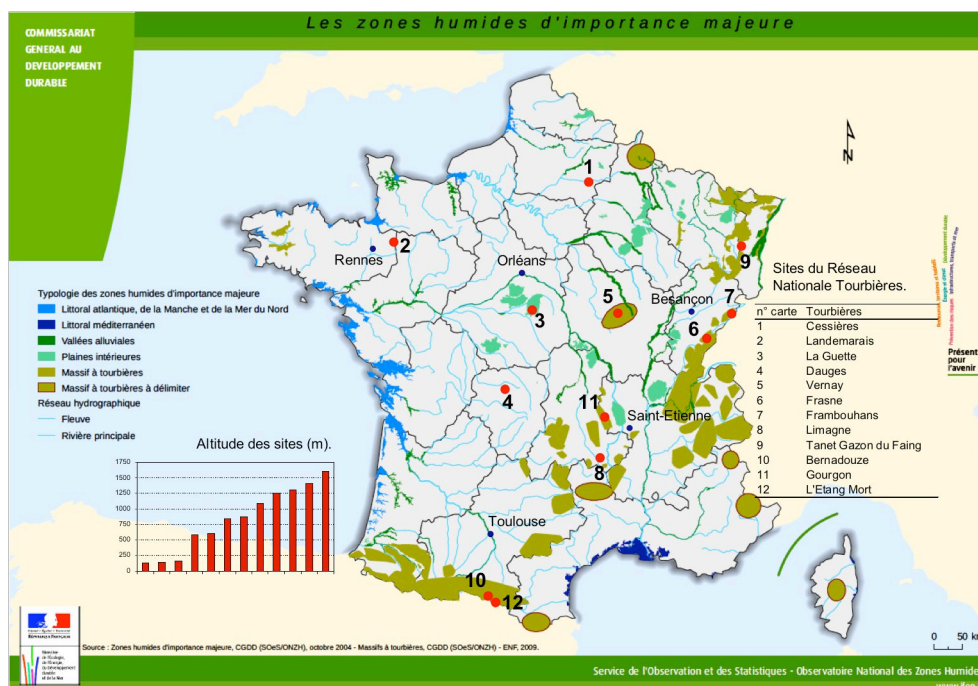 Les zones humides d'importance majeure
COMMISSARIAT
GENERAL AU
DEVELOPPEMENT
DURABLE
N
1
2
Rennes
Orléans
3
5
Besançon
9
7
6
4
11
Saint-Etienne
8
Toulouse
10
12
Sites du Réseau
Nationale Tourbières.
n° carte Tourbières
1 Cessières
2 Landemarais
3 La Guette
4 Dauges
5 Vernay
6 Frasne
7 Frambouhans
8 Limagne
9 Tanet Gazon du Faing
10 Bernadouze
11 Gourgon
12 L'Etang Mort
Présent
pour
l'avenir
Typologie des zones humides d'importance majeure
Littoral atlantique, de la Manche et de la Mer du Nord
Littoral méditerranéen
Vallées alluviales
Plaines intérieures
Massif à tourbières
Massif à tourbières à délimiter
Réseau hydrographique
Fleuve
Rivière principale
Altitude des sites (m).
1750
1500
1250
1000
750
500
250
0
0 50 km
Source : Zones humides d'importance majeure, CGDD (SOeS/ONZH), octobre 2004 - Massifs à tourbières, CGDD (SOeS/ONZH) - ENF, 2009.
RÉPUBLIQUE FRANÇAISE
Service de l'Observation et des Statistiques - Observatoire National des Zones Humide